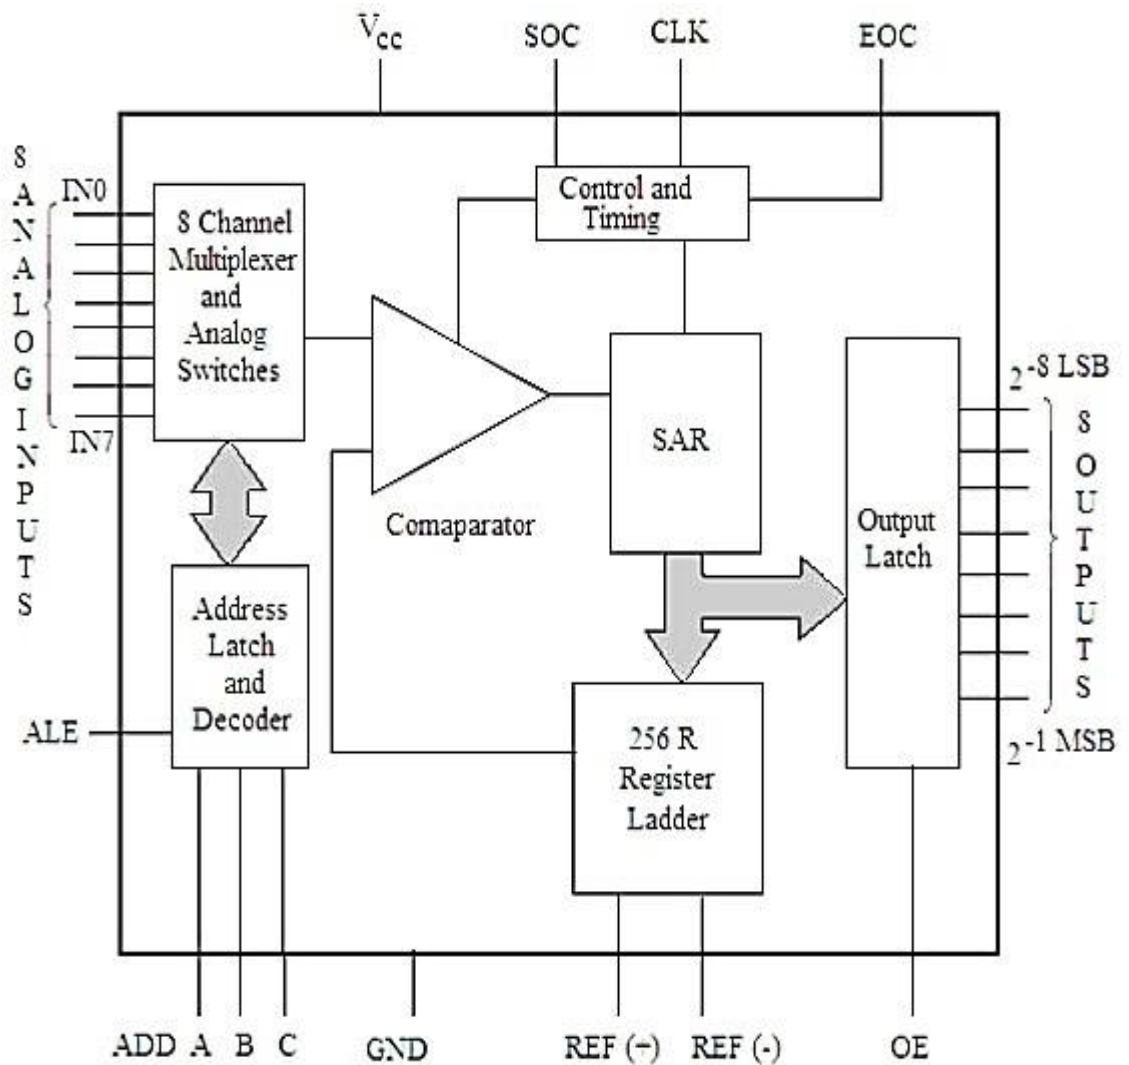 Vcc
SOC
CLK
EOC
8 ANALOG INPUTS
IN0
IN7
8 Channel
Multiplexer
and
Analog
Switches
Control and
Timing
Comaparator
SAR
Output
Latch
2-8 LSB
8 OUTPUTS
2-1 MSB
Address
Latch
and
Decoder
ALE
256 R
Register
Ladder
ADD A B C
GND
REF (+)
REF (-)
OE